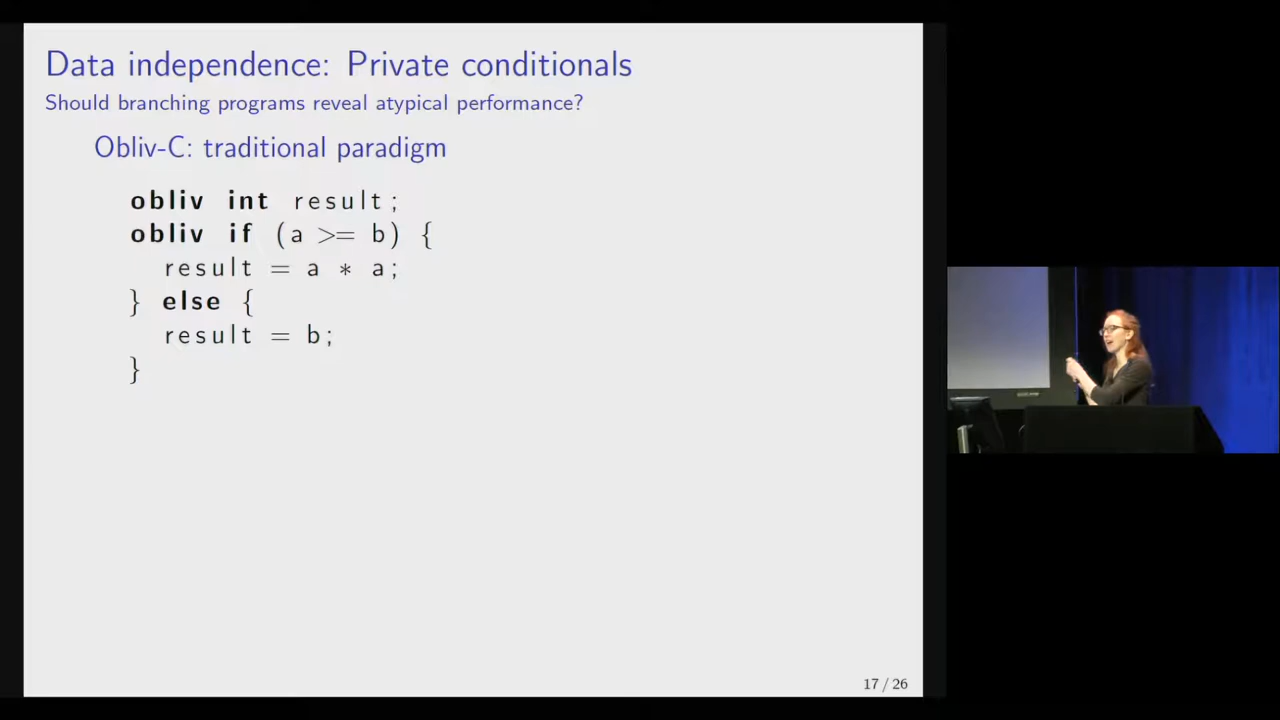 Data independence: Private conditionals
Should branching programs reveal atypical performance?
Obliv-C: traditional paradigm
obliv int result;
obliv if (a >= b) {
result = a * a;
} else {
result = b;
}
17 / 26